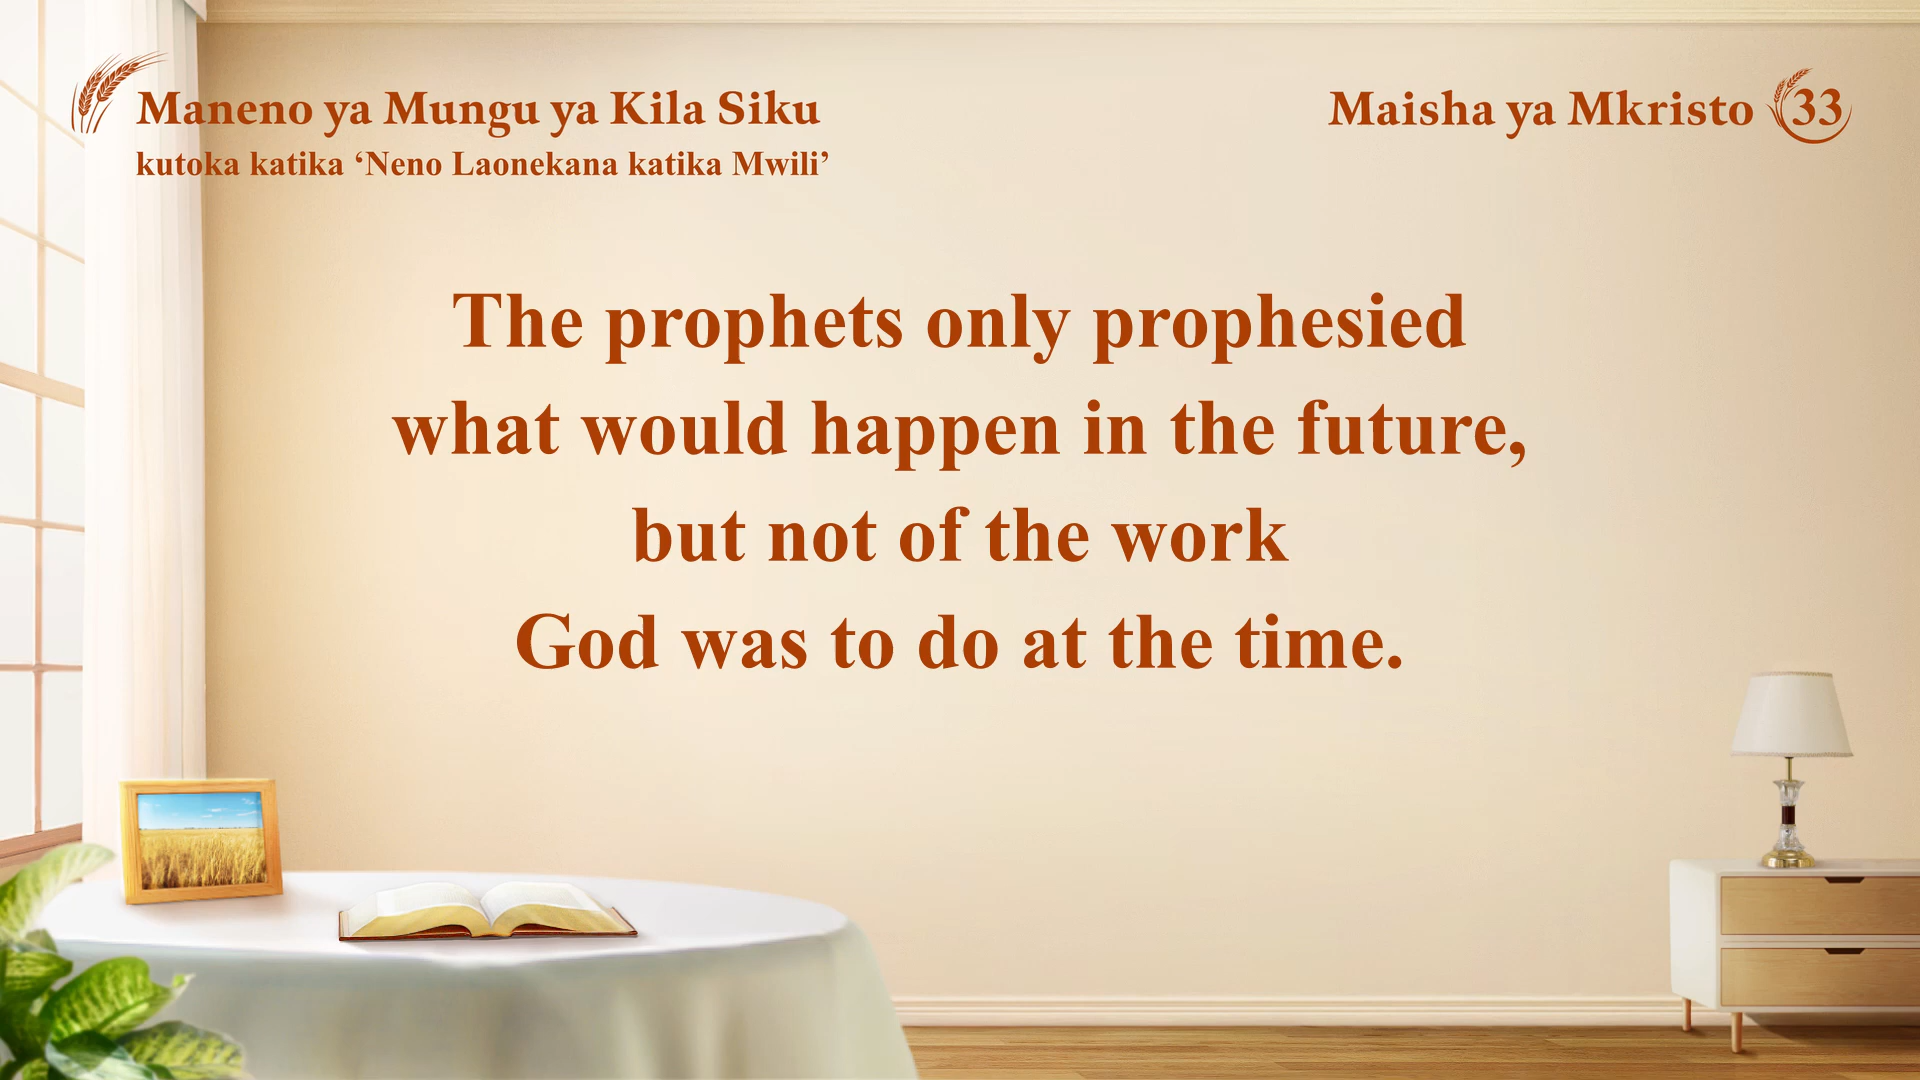 Maneno ya Mungu ya Kila Siku
kutoka katika ‘Neno Laonekana katika Mwili’
Maisha ya Mkristo 33
The prophets only prophesied
what would happen in the future,
but not of the work
God was to do at the time.